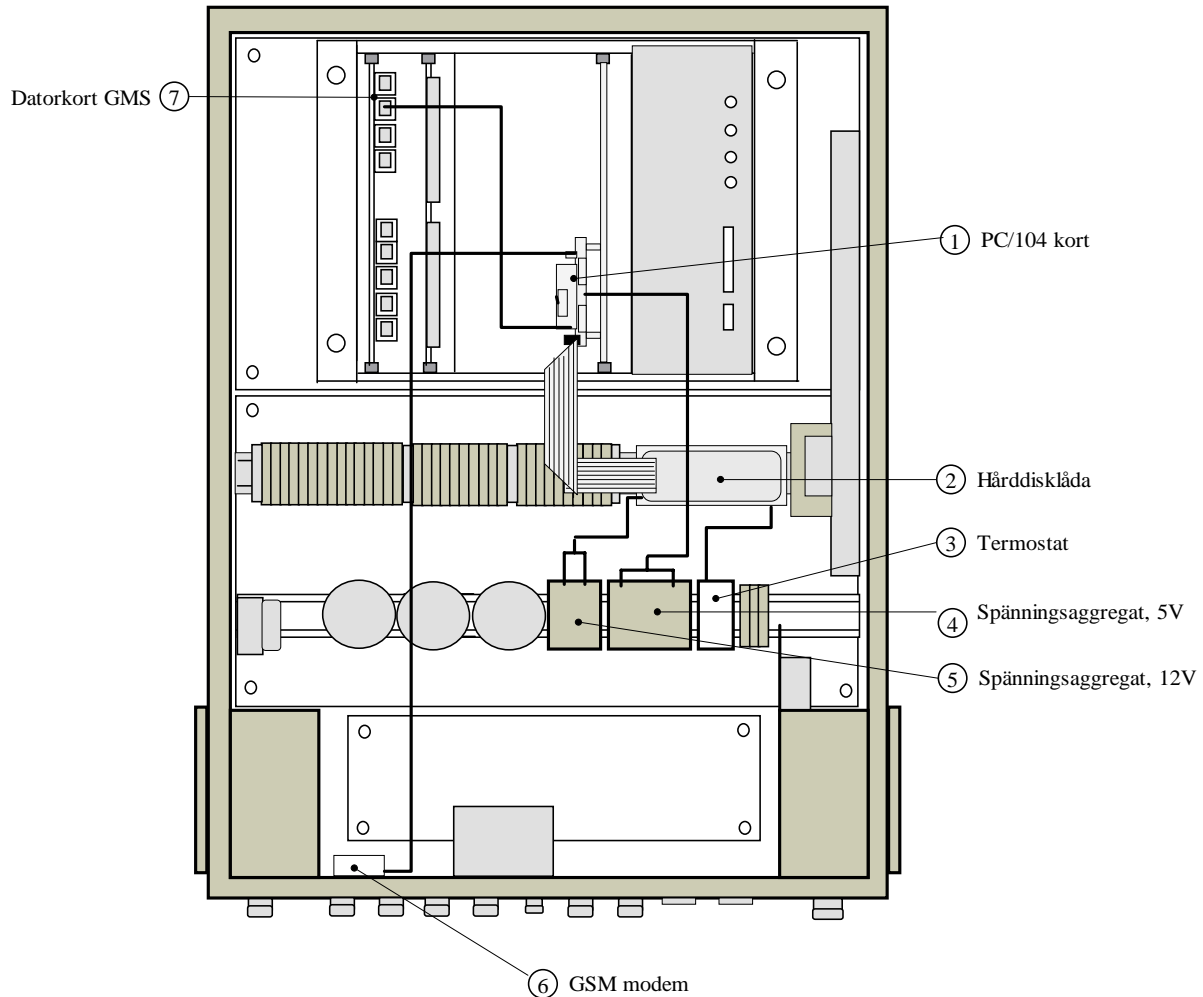 Datorkort GMS 7
1 PC/104 kort
2 Hårddisklåda
3 Termostat
4 Spänningsaggregat, 5V
5 Spänningsaggregat, 12V
6 GSM modem